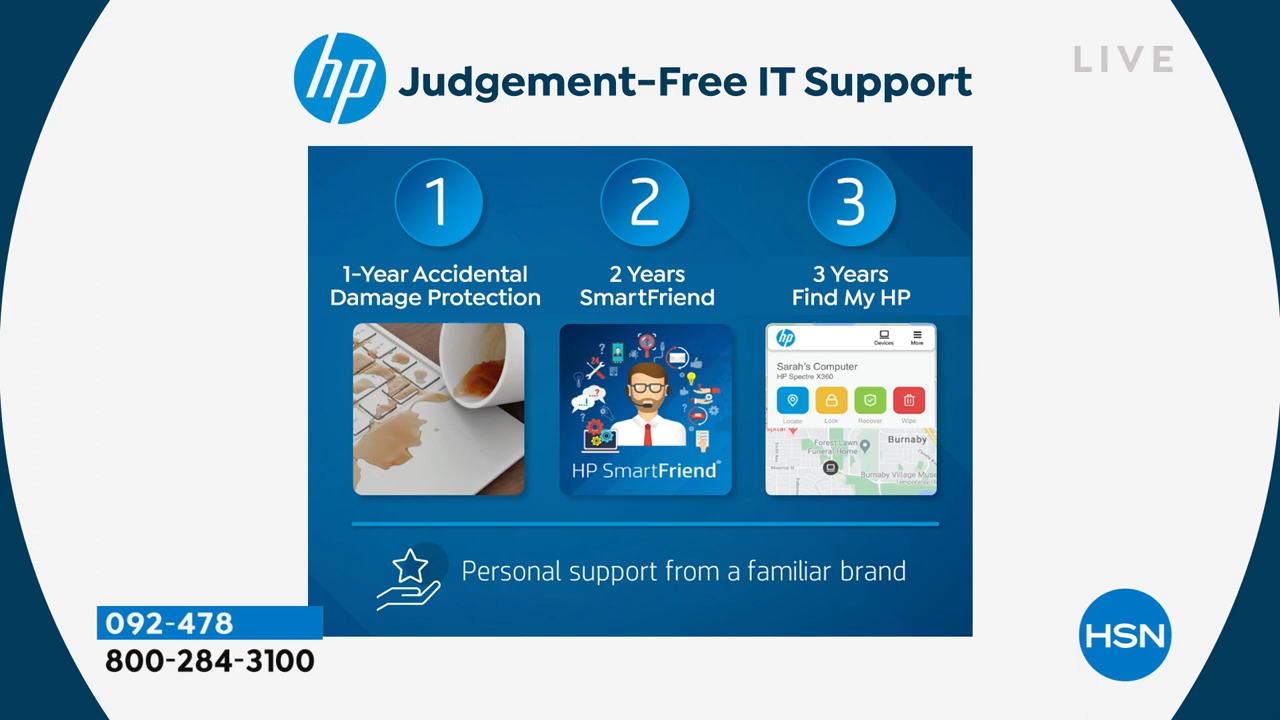 hp Judgement-Free IT Support
LIVE
1
2
3
1-Year Accidental
Damage Protection
2 Years
SmartFriend
3 Years
Find My HP
24
HP SmartFriend®
hp
Devices
More
Sarah's Computer
HP Spectre X360
Locate
Lock
Recover
Wipe
Forest Lawn
Funeral Home
Burnaby
Burnaby Village Muse
Personal support from a familiar brand
092-478
800-284-3100
HSN